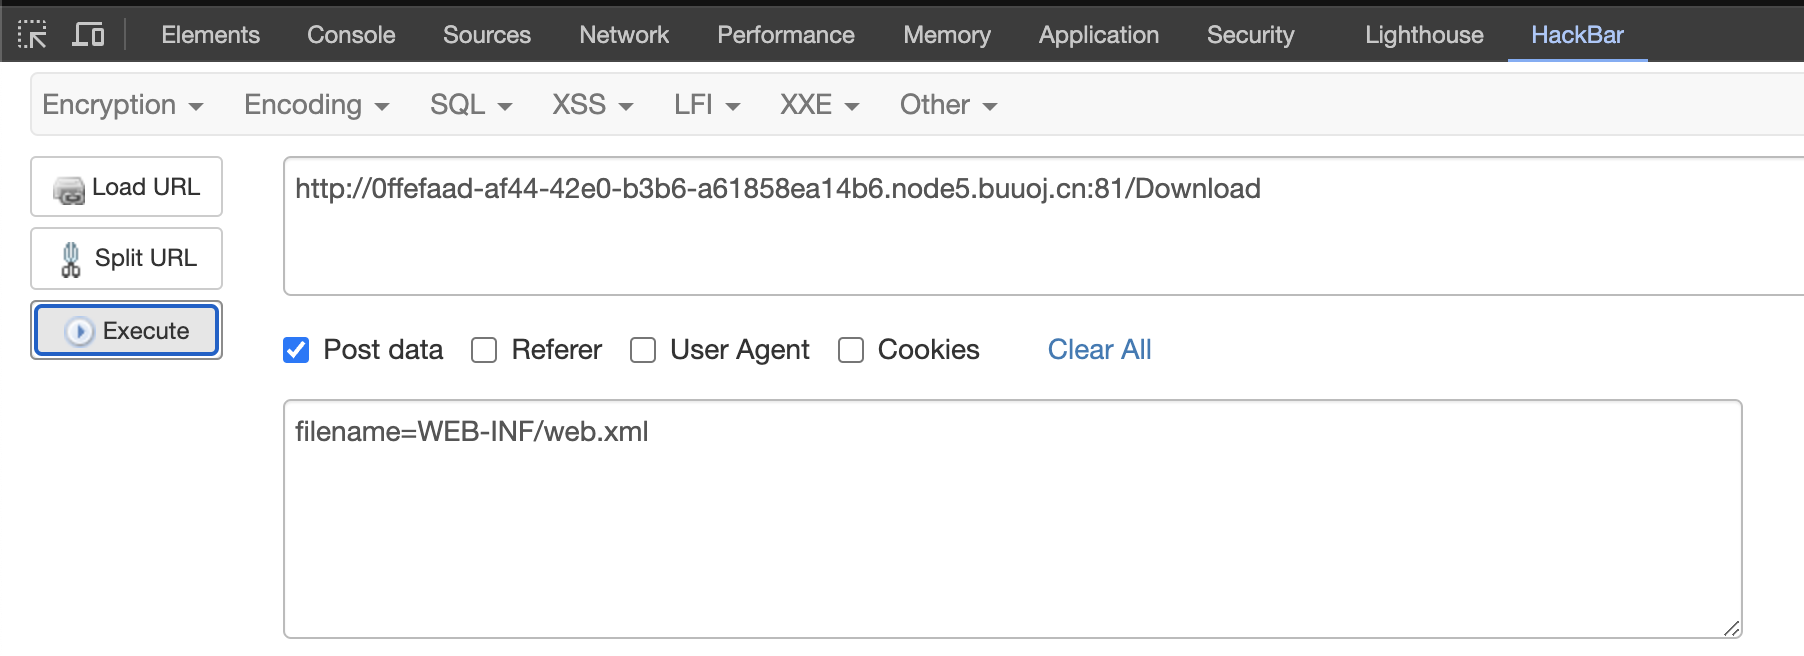 Elements Console Sources Network Performance Memory Application Security Lighthouse HackBar
Encryption Encoding SQL XSS LFI XXE Other
Load URL
http://0ffefaad-af44-42e0-b3b6-a61858ea14b6.node5.buuoj.cn:81/Download
Split URL
Execute
Post data Referer User Agent Cookies Clear All
filename=WEB-INF/web.xml